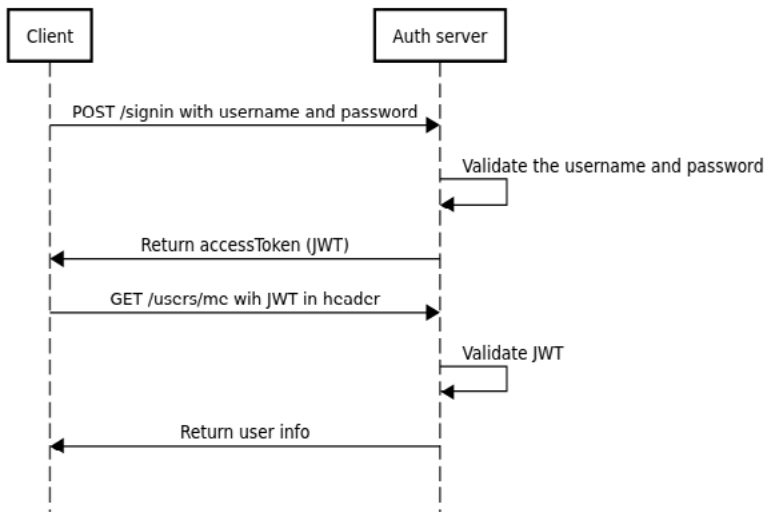 Client
Auth server
POST /signin with username and password
Validate the username and password
Return accessToken (JWT)
GET /users/me wih JWT in header
Validate JWT
Return user info